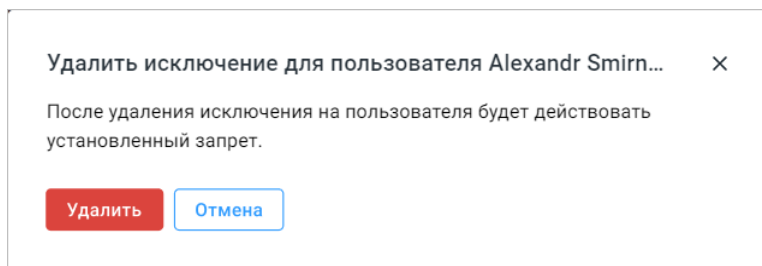 Удалить исключение для пользователя Alexandr Smirn...
После удаления исключения на пользователя будет действовать
установленный запрет.
Удалить
Отмена